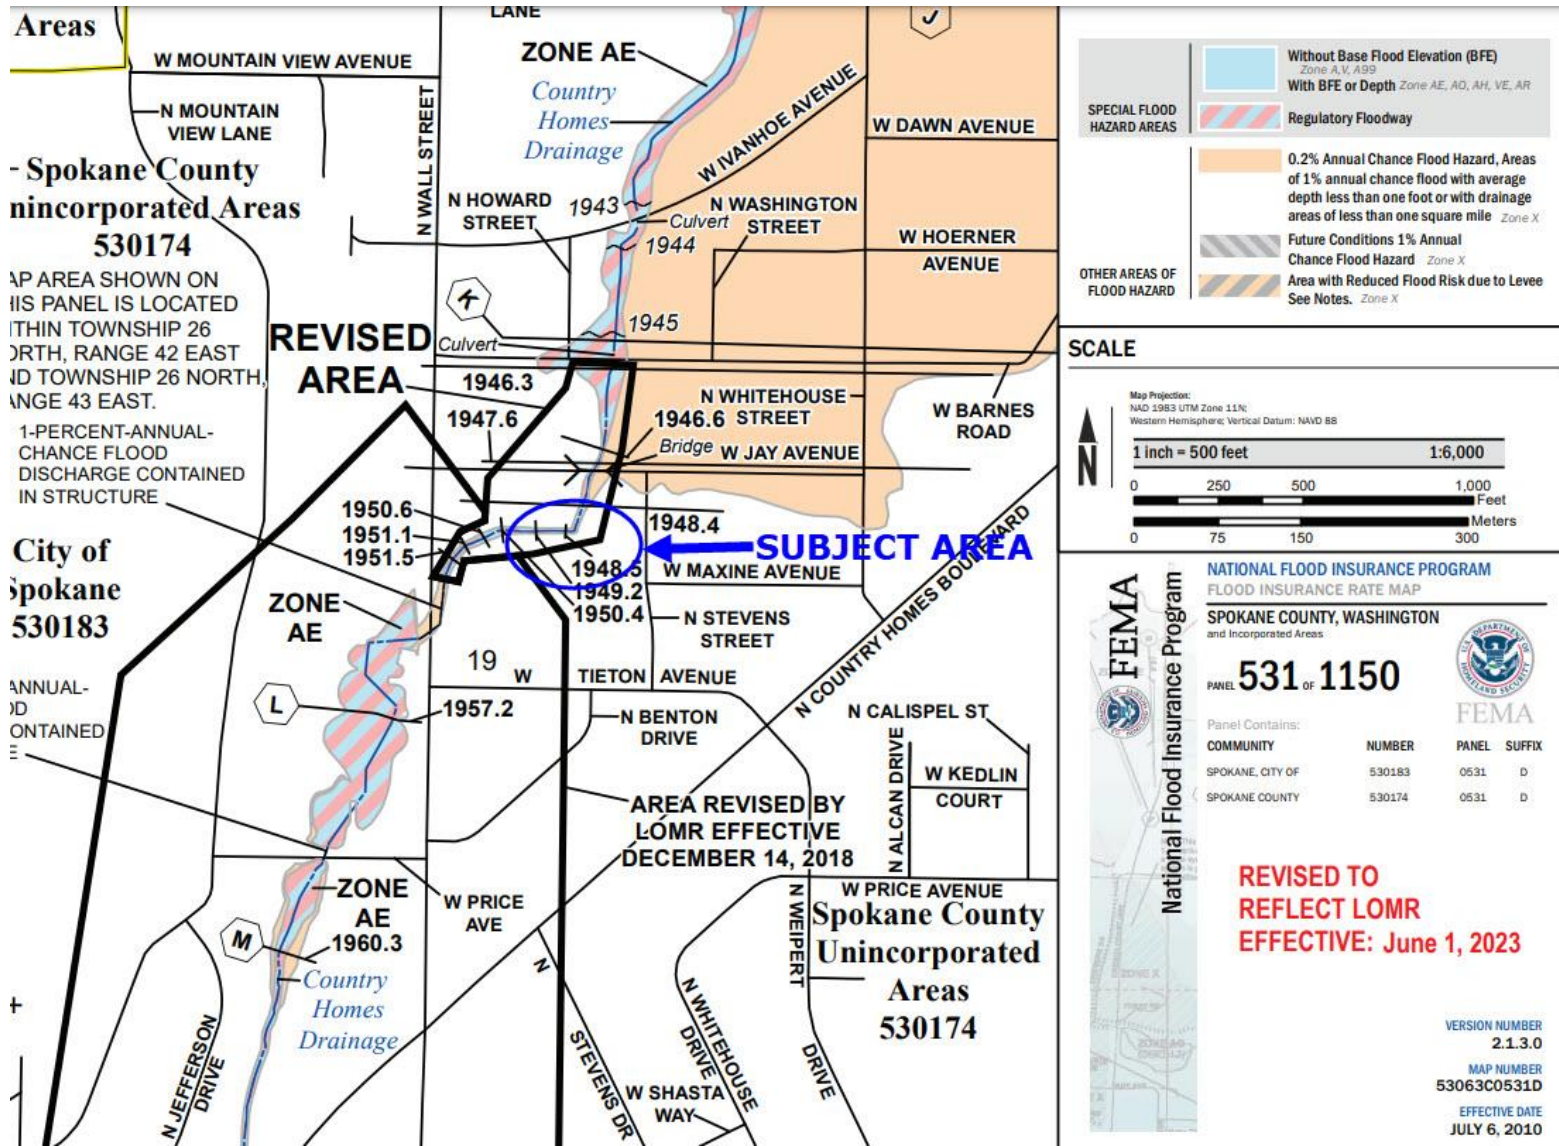 Areas
W MOUNTAIN VIEW AVENUE
N MOUNTAIN
VIEW LANE
- Spokane County
nincorporated Areas
530174
AP AREA SHOWN ON
HIS PANEL IS LOCATED
ITHIN TOWNSHIP 26
ORTH, RANGE 42 EAST
ND TOWNSHIP 26 NORTH,
ANGE 43 EAST.
1-PERCENT-ANNUAL-
CHANCE FLOOD
DISCHARGE CONTAINED
IN STRUCTURE
City of
Spokane
530183
ANNUAL-
OD
ONTAINED
E
LANE
ZONE AE
Country
Homes
Drainage
N WALL STREET
N HOWARD
STREET
1943
Culvert
1944
W IVANHOE AVENUE
N WASHINGTON
STREET
J
W DAWN AVENUE
W HOERNER
AVENUE
K
REVISED
AREA
Culvert
1945
1946.3
1947.6
N WHITEHOUSE
STREET
1946.6
Bridge
W JAY AVENUE
W BARNES
ROAD
1950.6
1951.1
1951.5
1948.4
SUBJECT AREA
1948.5
1949.2
1950.4
W MAXINE AVENUE
N STEVENS
STREET
N COUNTRY HOMES BOULEVARD
ZONE
AE
19
W TIETON AVENUE
L
1957.2
N BENTON
DRIVE
N CALISPEL ST
N ALCAN DRIVE
W KEDLIN
COURT
AREA REVISED BY
LOMR EFFECTIVE
DECEMBER 14, 2018
ZONE
AE
W PRICE
AVE
W PRICE AVENUE
M
1960.3
Country
Homes
Drainage
N WEIPERT
DRIVE
Spokane County
Unincorporated
Areas
530174
N JEFFERSON
DRIVE
N
STEVENS DR
N WHITEHOUSE
DRIVE
W SHASTA
WAY
SPECIAL FLOOD
HAZARD AREAS
Without Base Flood Elevation (BFE)
Zone A,V, A99
With BFE or Depth Zone AE, AO, AH, VE, AR
Regulatory Floodway
OTHER AREAS OF
FLOOD HAZARD
0.2% Annual Chance Flood Hazard, Areas
of 1% annual chance flood with average
depth less than one foot or with drainage
areas of less than one square mile Zone X
Future Conditions 1% Annual
Chance Flood Hazard Zone X
Area with Reduced Flood Risk due to Levee
See Notes. Zone X
SCALE
N
Map Projection:
NAD 1983 UTM Zone 11N;
Western Hemisphere; Vertical Datum: NAVD 88
1 inch = 500 feet 1:6,000
0 250 500 1,000
Feet
Meters
0 75 150 300
FEMA
National Flood Insurance Program
NATIONAL FLOOD INSURANCE PROGRAM
FLOOD INSURANCE RATE MAP
SPOKANE COUNTY, WASHINGTON
and Incorporated Areas
PANEL 531 OF 1150
FEMA
Panel Contains:
COMMUNITY NUMBER PANEL SUFFIX
SPOKANE, CITY OF 530183 0531 D
SPOKANE COUNTY 530174 0531 D
REVISED TO
REFLECT LOMR
EFFECTIVE: June 1, 2023
VERSION NUMBER
2.1.3.0
MAP NUMBER
53063C0531D
EFFECTIVE DATE
JULY 6, 2010